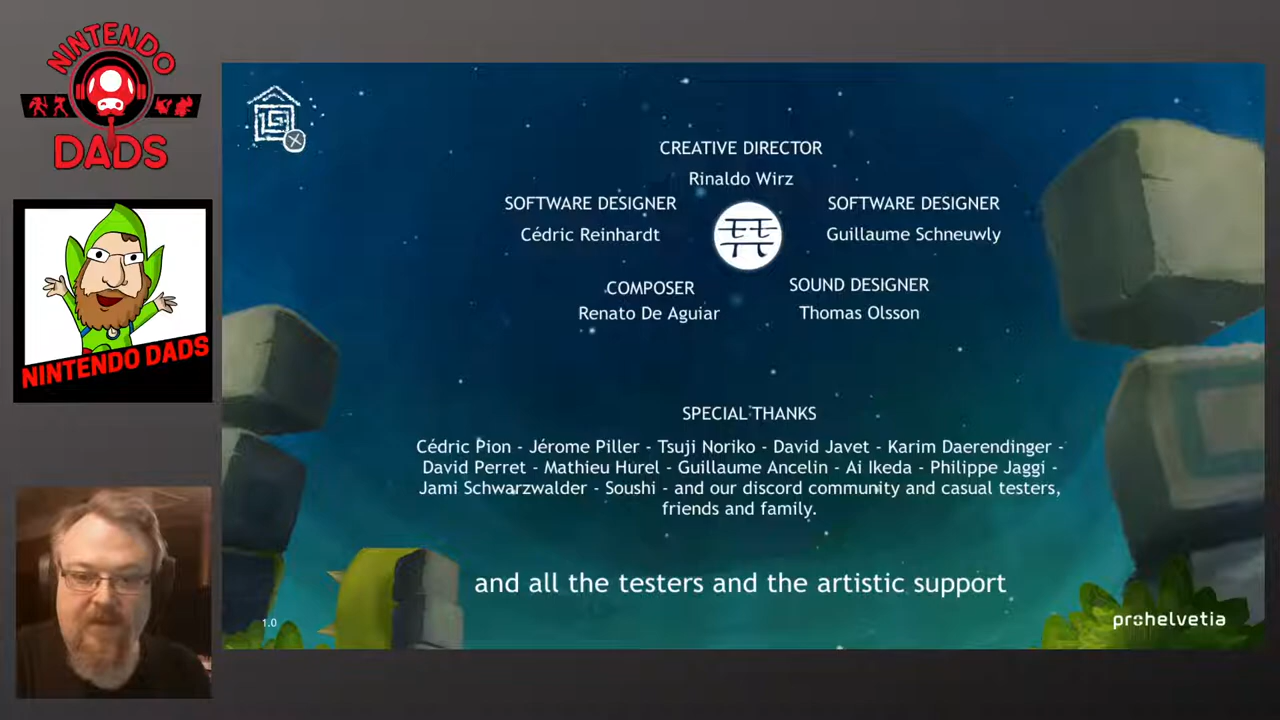 NINTENDO
DADS
NINTENDO DADS
CREATIVE DIRECTOR
Rinaldo Wirz
SOFTWARE DESIGNER
Cédric Reinhardt
SOFTWARE DESIGNER
Guillaume Schneuwly
COMPOSER
Renato De Aguiar
SOUND DESIGNER
Thomas Olsson
SPECIAL THANKS
Cédric Pion - Jérome Piller - Tsuji Noriko - David Javet - Karim Daerendinger -
David Perret - Mathieu Hurel - Guillaume Ancelin - Ai Ikeda - Philippe Jaggi -
Jami Schwarzwalder - Soushi - and our discord community and casual testers,
friends and family.
and all the testers and the artistic support
1.0
prohelvetia